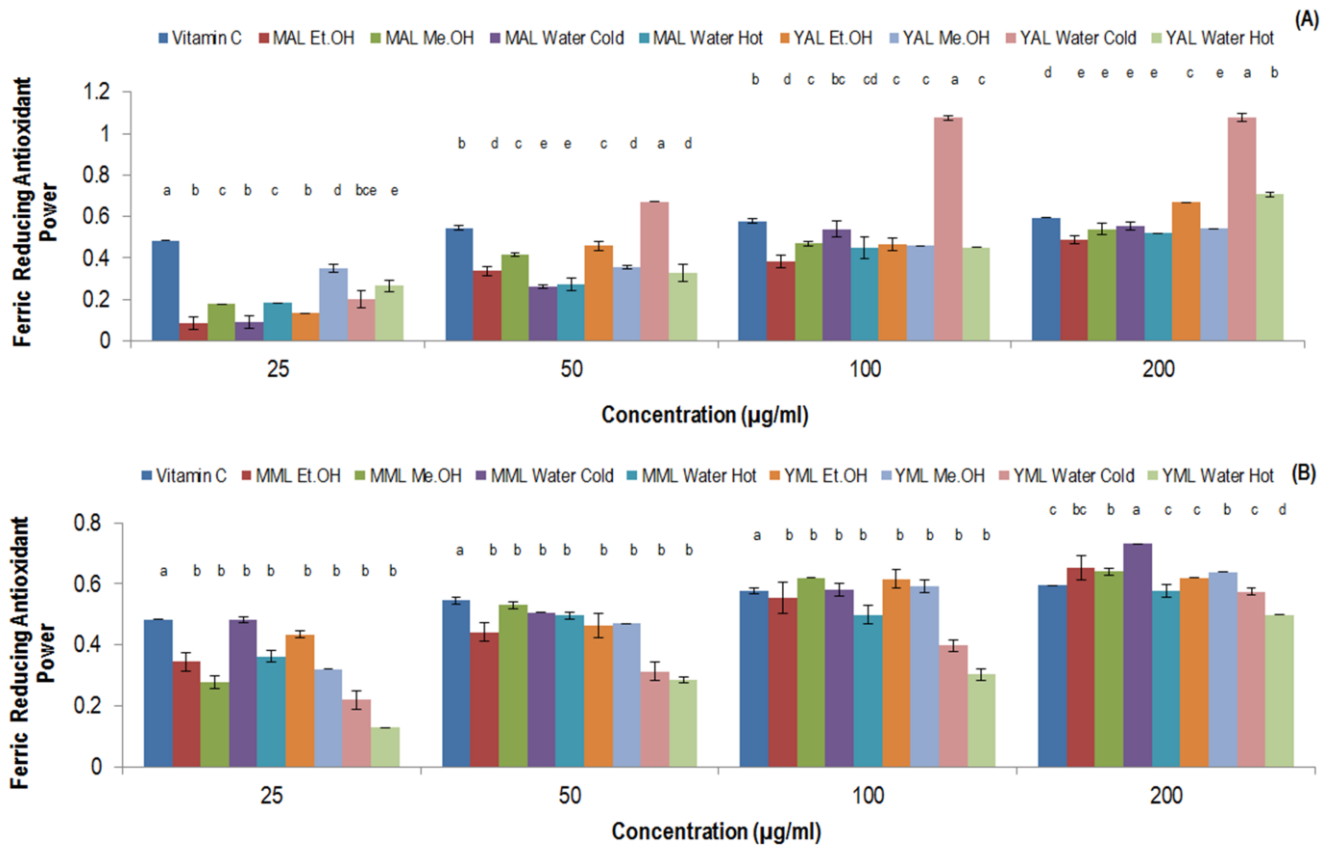 (A)
Vitamin C MAL Et.OH MAL Me.OH MAL Water Cold MAL Water Hot YAL Et.OH YAL Me.OH YAL Water Cold YAL Water Hot
b d c bc cd c c a c
d e e e e c e a b
b d c e e c d a d
a b c b c b d bce e
1.2
1
0.8
0.6
0.4
0.2
0
Ferric Reducing Antioxidant
Power
25 50 100 200
Concentration (µg/ml)
(B)
Vitamin C MML Et.OH MML Me.OH MML Water Cold MML Water Hot YML Et.OH YML Me.OH YML Water Cold YML Water Hot
c bc b a c c b c d
a b b b b b b b b
a b b b b b b b b
a b b b b b b b b
0.8
0.6
0.4
0.2
0
Ferric Reducing Antioxidant
Power
25 50 100 200
Concentration (µg/ml)